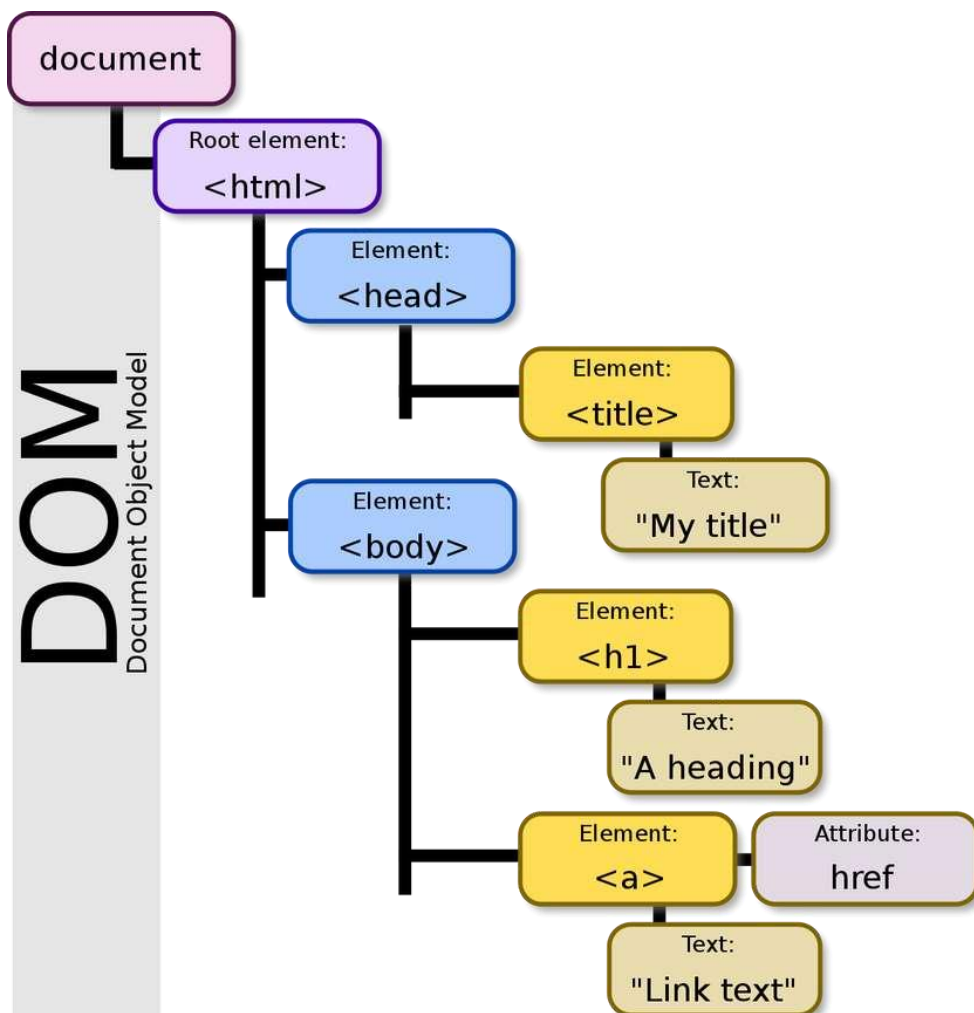 document
Root element:
<html>
Element:
<head>
Element:
<title>
Text:
"My title"
Element:
<body>
Element:
<h1>
Text:
"A heading"
Element:
<a>
Attribute:
href
Text:
"Link text"
DOM
Document Object Model